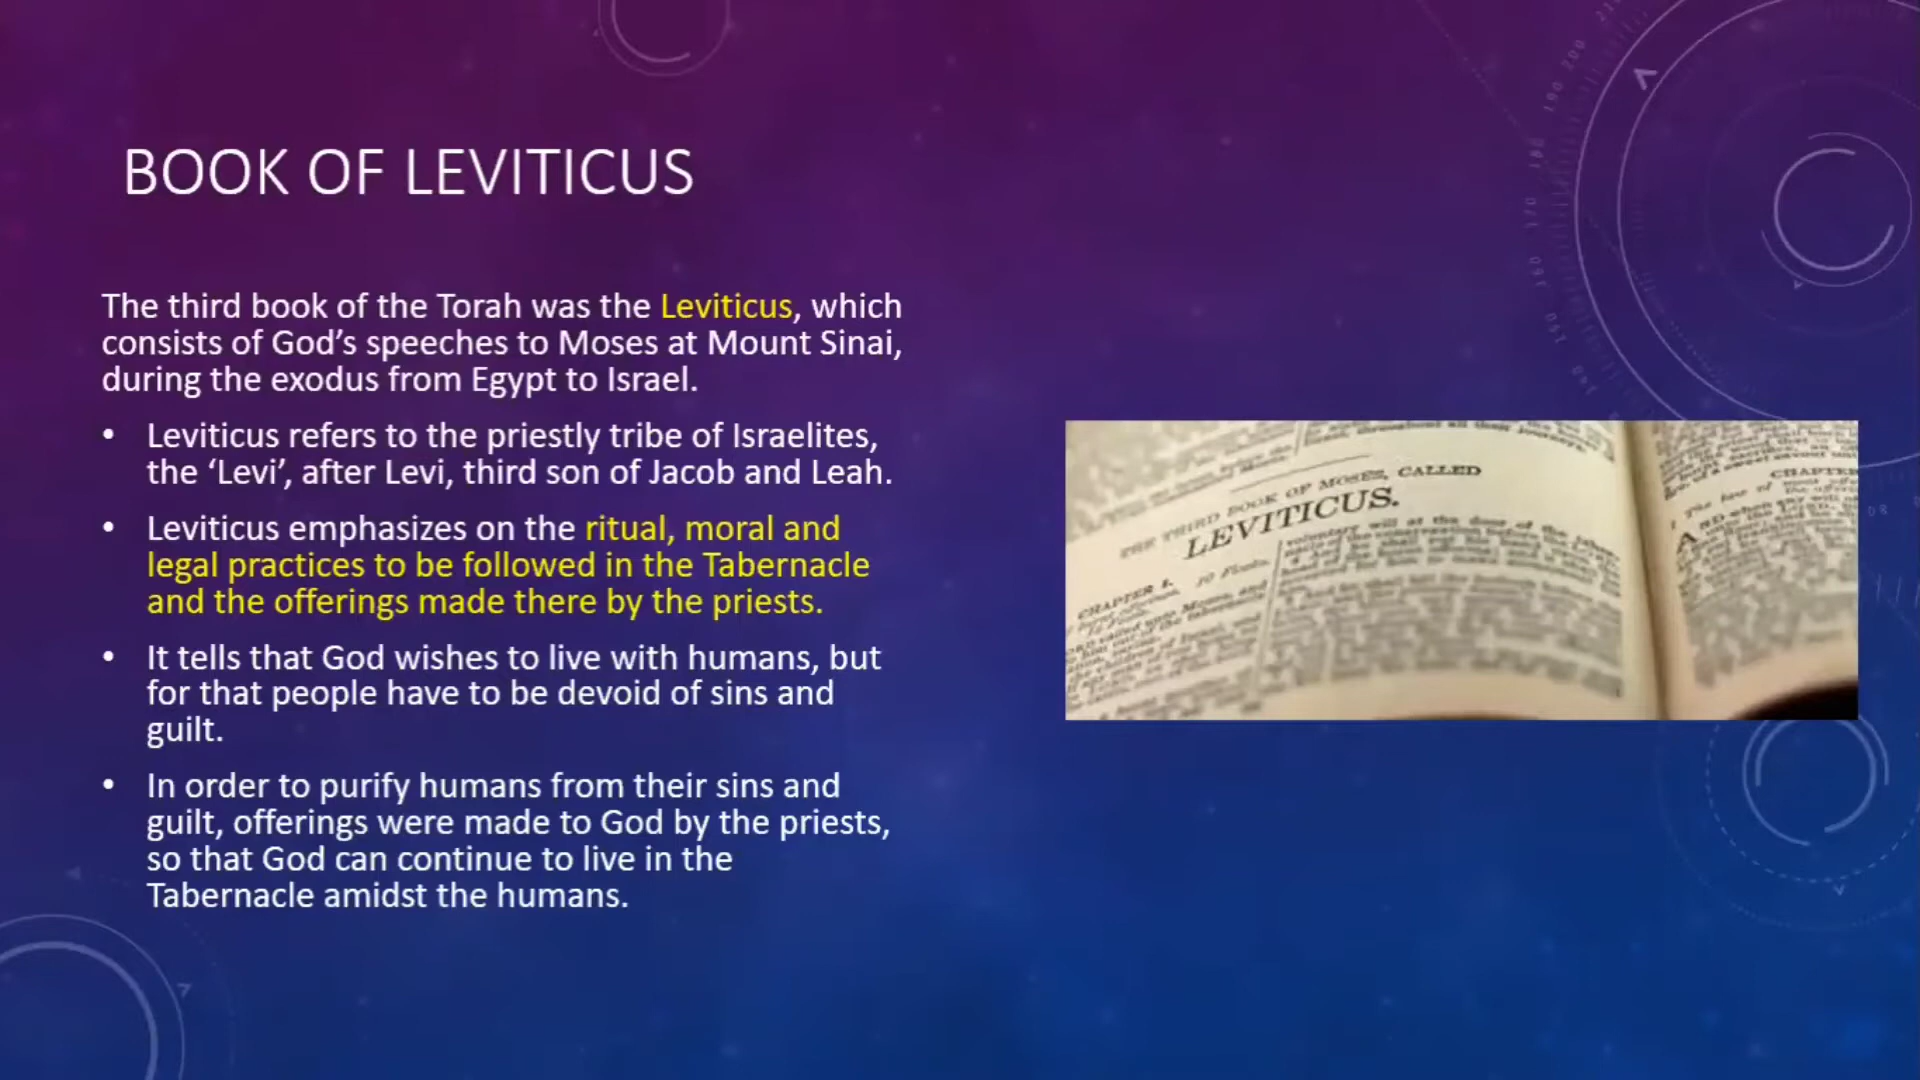 BOOK OF LEVITICUS
The third book of the Torah was the Leviticus, which
consists of God’s speeches to Moses at Mount Sinai,
during the exodus from Egypt to Israel.
• Leviticus refers to the priestly tribe of Israelites,
the ‘Levi’, after Levi, third son of Jacob and Leah.
• Leviticus emphasizes on the ritual, moral and
legal practices to be followed in the Tabernacle
and the offerings made there by the priests.
• It tells that God wishes to live with humans, but
for that people have to be devoid of sins and
guilt.
• In order to purify humans from their sins and
guilt, offerings were made to God by the priests,
so that God can continue to live in the
Tabernacle amidst the humans.
THE THIRD BOOK OF MOSES, CALLED
LEVITICUS.
CHAPTER I.